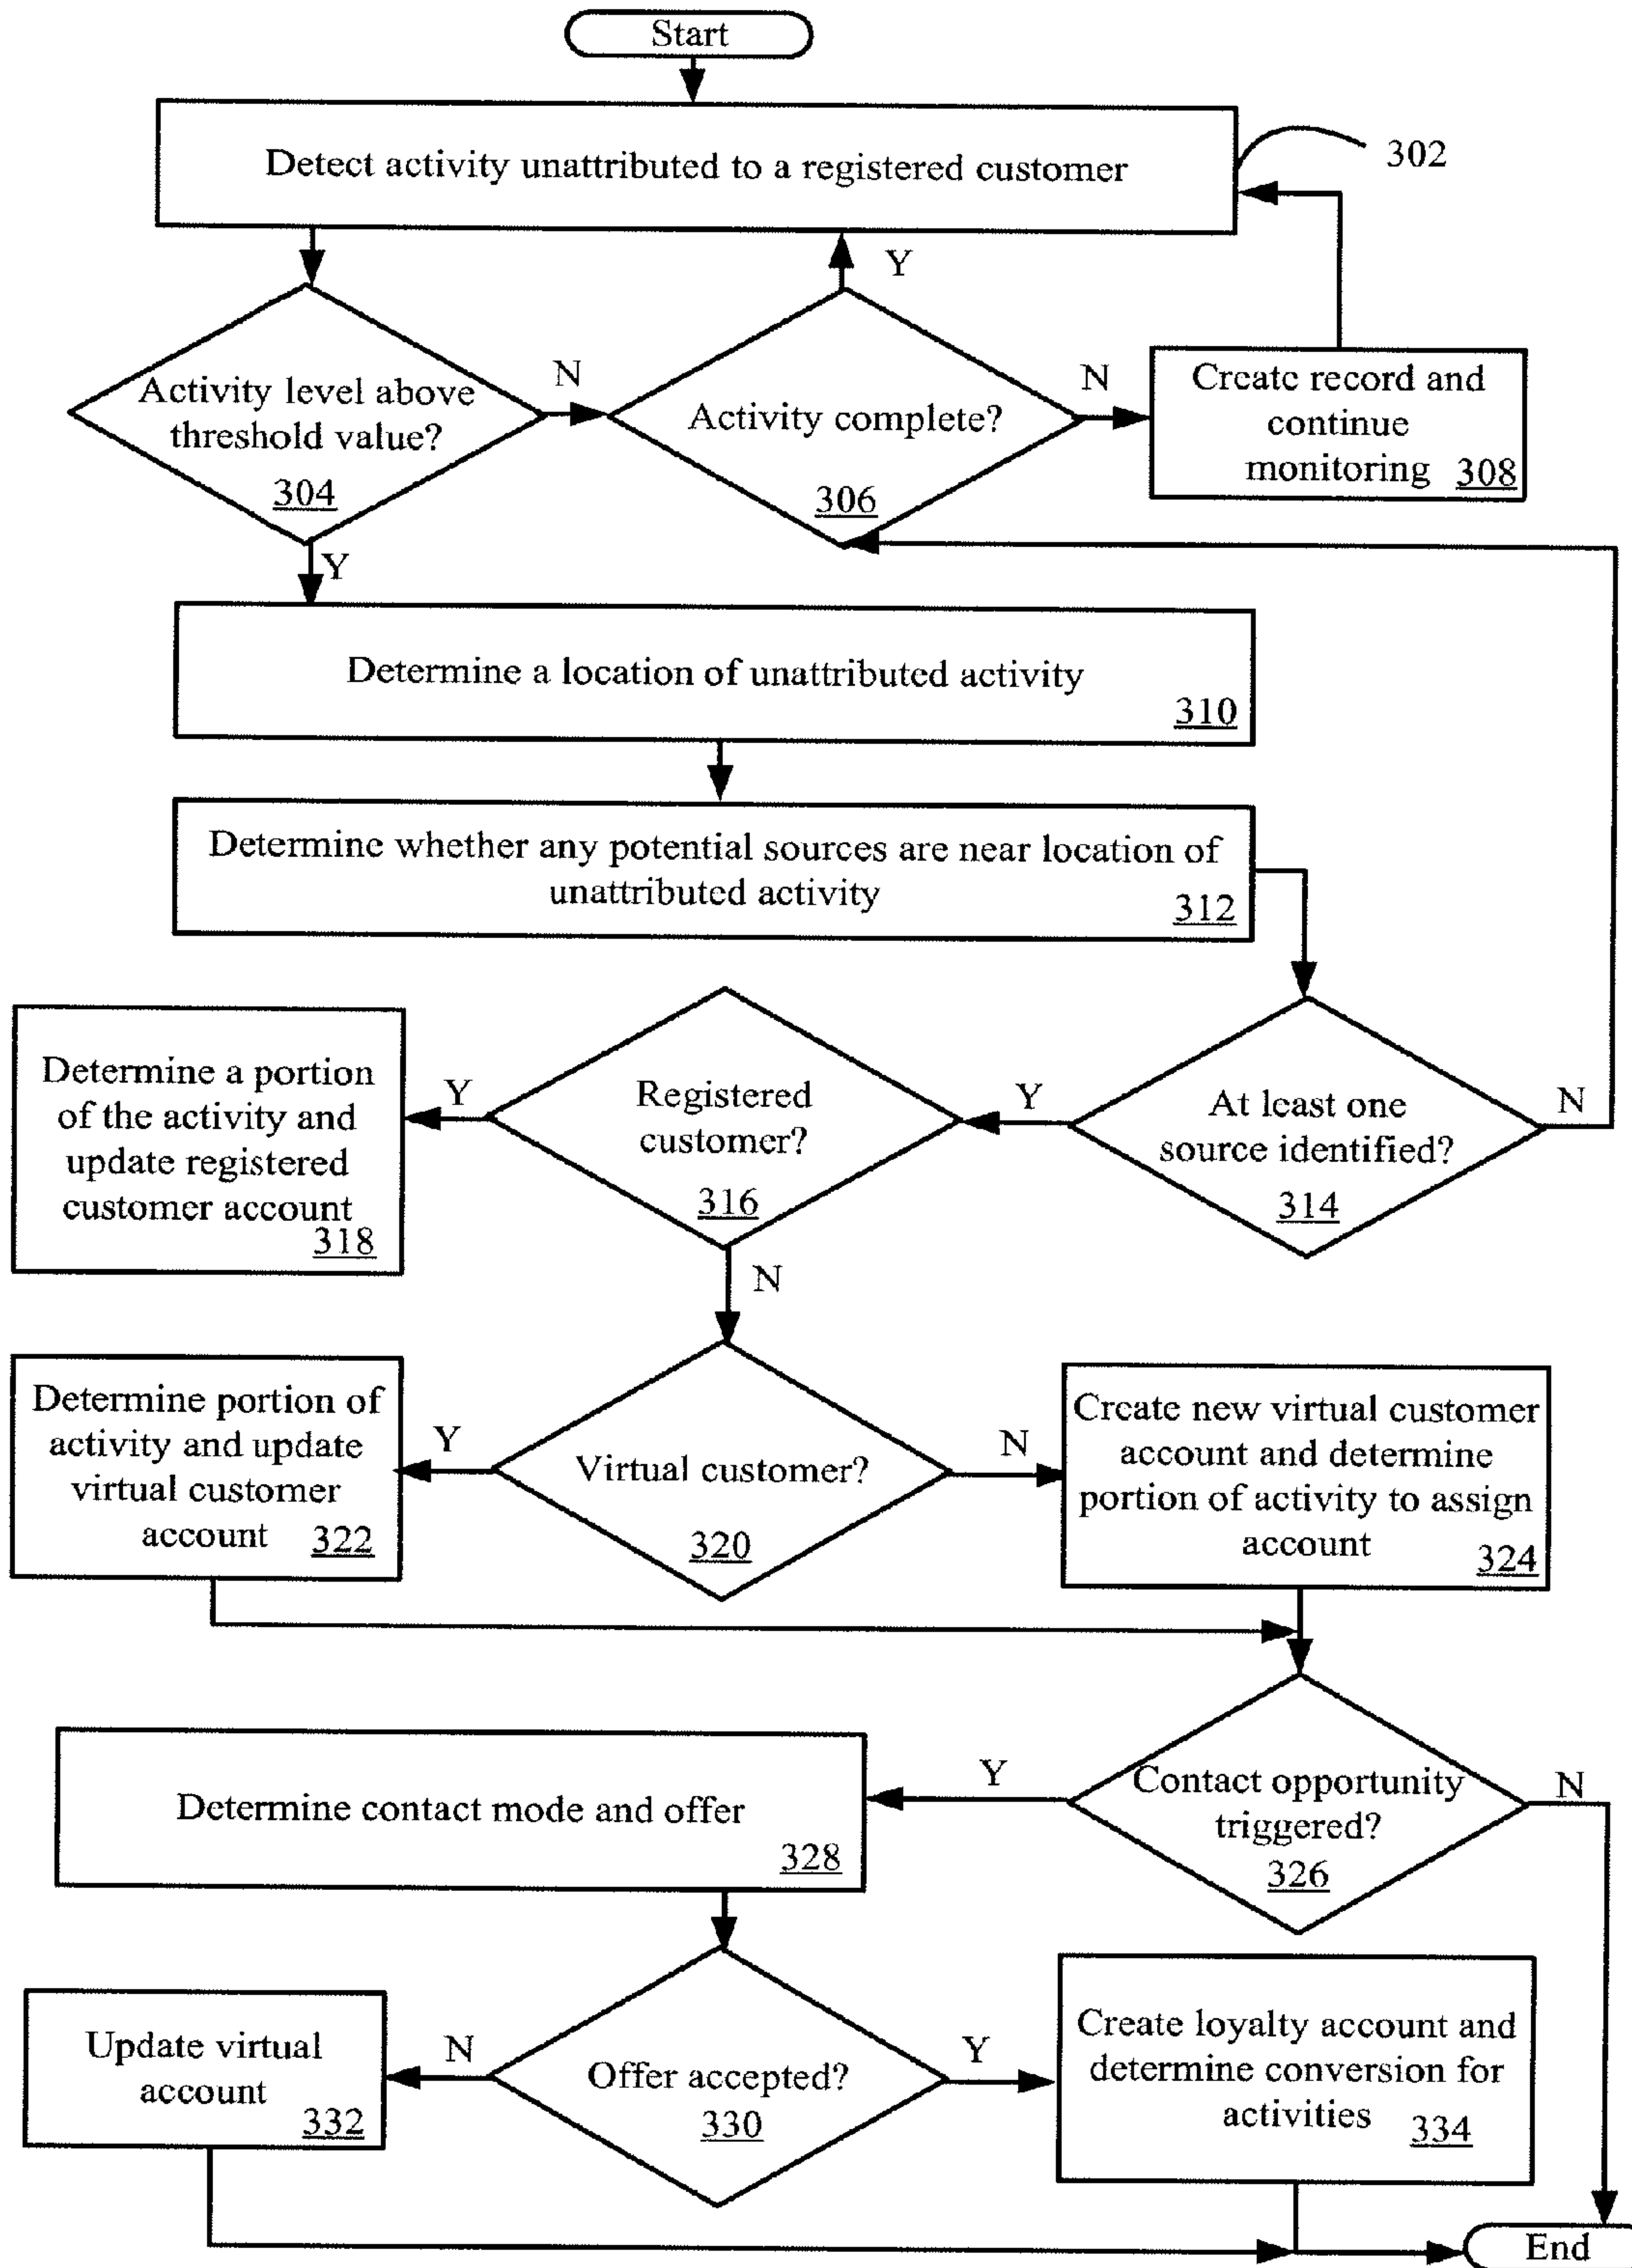 Start
Detect activity unattributed to a registered customer
302
Y
Activity level above
threshold value?
304
N
Activity complete?
306
N
Create record and
continue
monitoring 308
Y
Determine a location of unattributed activity
310
Determine whether any potential sources are near location of
unattributed activity
312
Determine a portion
of the activity and
update registered
customer account
318
Y
Registered
customer?
316
Y
At least one
source identified?
314
N
N
Determine portion of
activity and update
virtual customer
account 322
Y
Virtual customer?
320
N
Create new virtual customer
account and determine
portion of activity to assign
account 324
Determine contact mode and offer
328
Y
Contact opportunity
triggered?
326
N
Update virtual
account
332
N
Offer accepted?
330
Y
Create loyalty account and
determine conversion for
activities 334
End